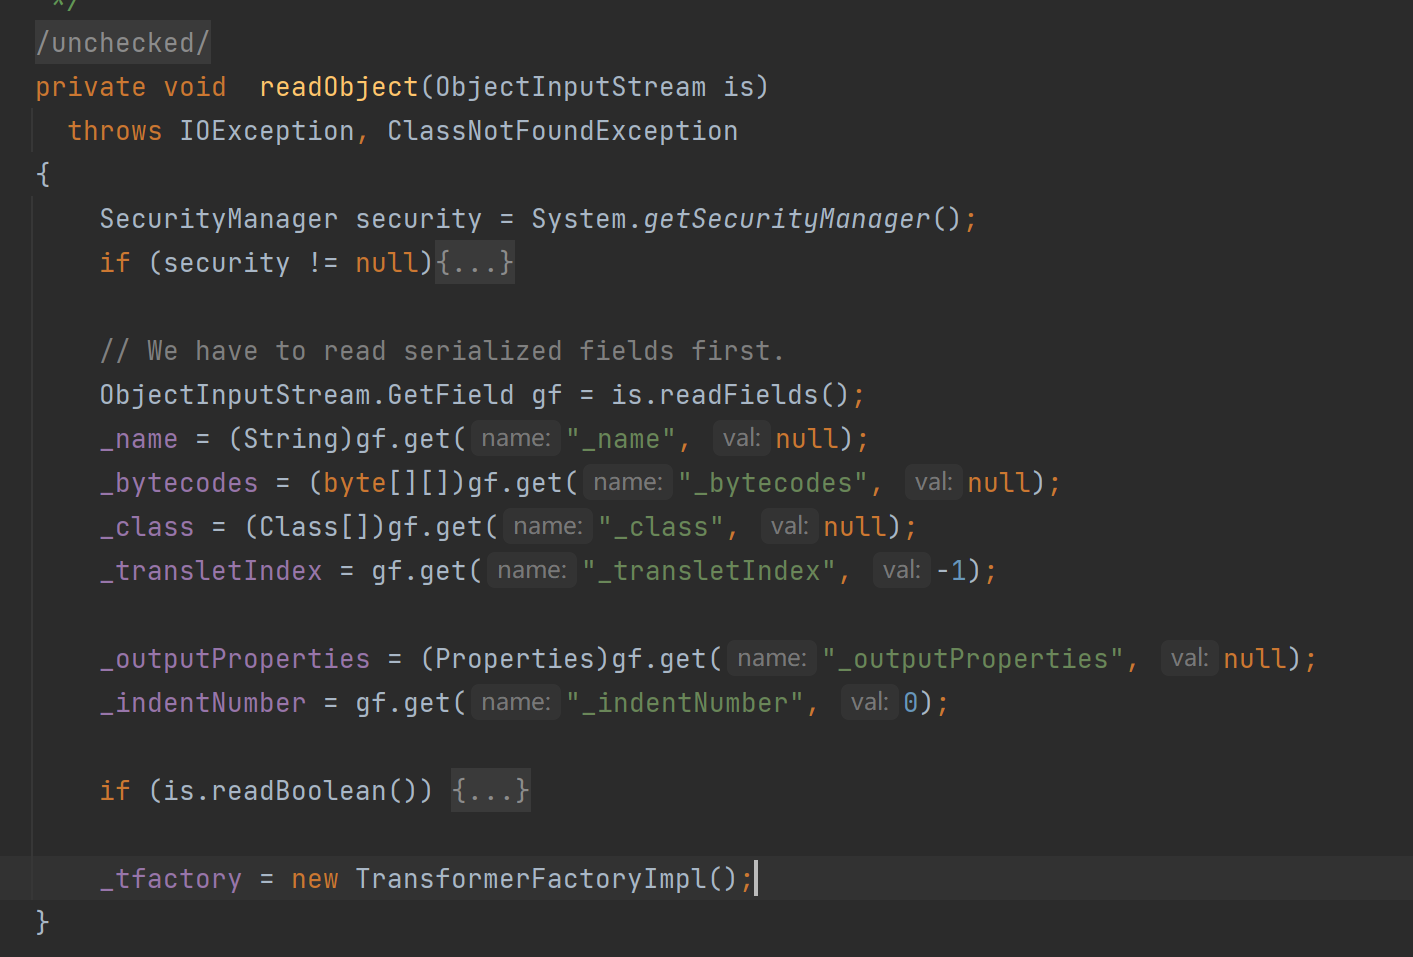 */
/unchecked/
private void  readObject(ObjectInputStream is)
  throws IOException, ClassNotFoundException
{
    SecurityManager security = System.getSecurityManager();
    if (security != null){...}
    // We have to read serialized fields first.
    ObjectInputStream.GetField gf = is.readFields();
    _name = (String)gf.get( name: "_name", val: null);
    _bytecodes = (byte[][])gf.get( name: "_bytecodes", val: null);
    _class = (Class[])gf.get( name: "_class", val: null);
    _transletIndex = gf.get( name: "_transletIndex", val: -1);
    _outputProperties = (Properties)gf.get( name: "_outputProperties", val: null);
    _indentNumber = gf.get( name: "_indentNumber", val: 0);
    if (is.readBoolean()) {...}
    _tfactory = new TransformerFactoryImpl();
}